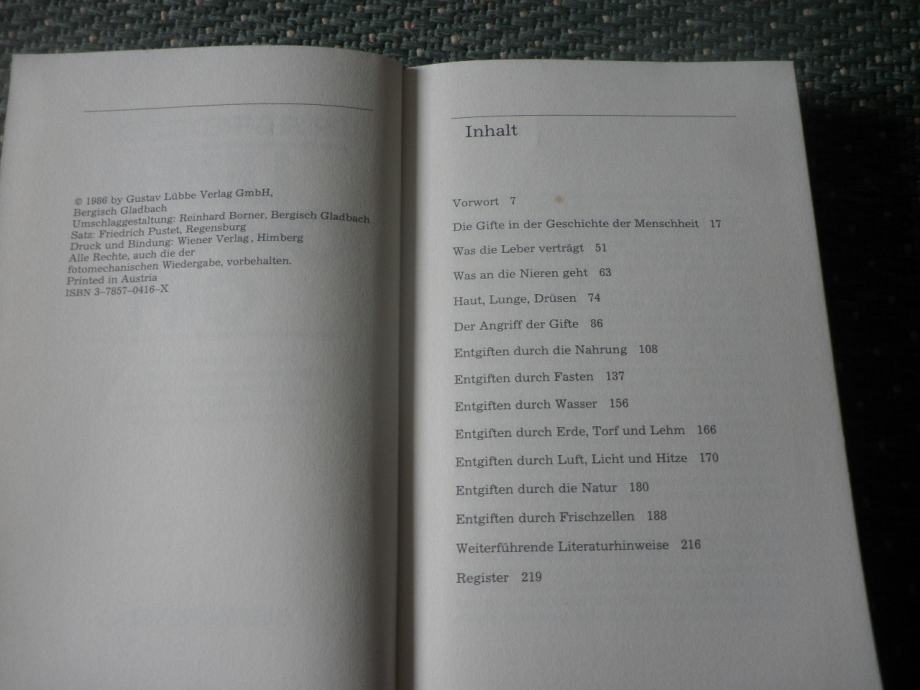 © 1986 by Gustav Lübbe Verlag GmbH,
Bergisch Gladbach
Umschlaggestaltung: Reinhard Borner, Bergisch Gladbach
Satz: Friedrich Pustet, Regensburg
Druck und Bindung: Wiener Verlag, Himberg
Alle Rechte, auch die der
fotomechanischen Wiedergabe, vorbehalten.
Printed in Austria
ISBN 3–7857–0416–X
Inhalt
Vorwort 7
Die Gifte in der Geschichte der Menschheit 17
Was die Leber verträgt 51
Was an die Nieren geht 63
Haut, Lunge, Drüsen 74
Der Angriff der Gifte 86
Entgiften durch die Nahrung 108
Entgiften durch Fasten 137
Entgiften durch Wasser 156
Entgiften durch Erde, Torf und Lehm 166
Entgiften durch Luft, Licht und Hitze 170
Entgiften durch die Natur 180
Entgiften durch Frischzellen 188
Weiterführende Literaturhinweise 216
Register 219